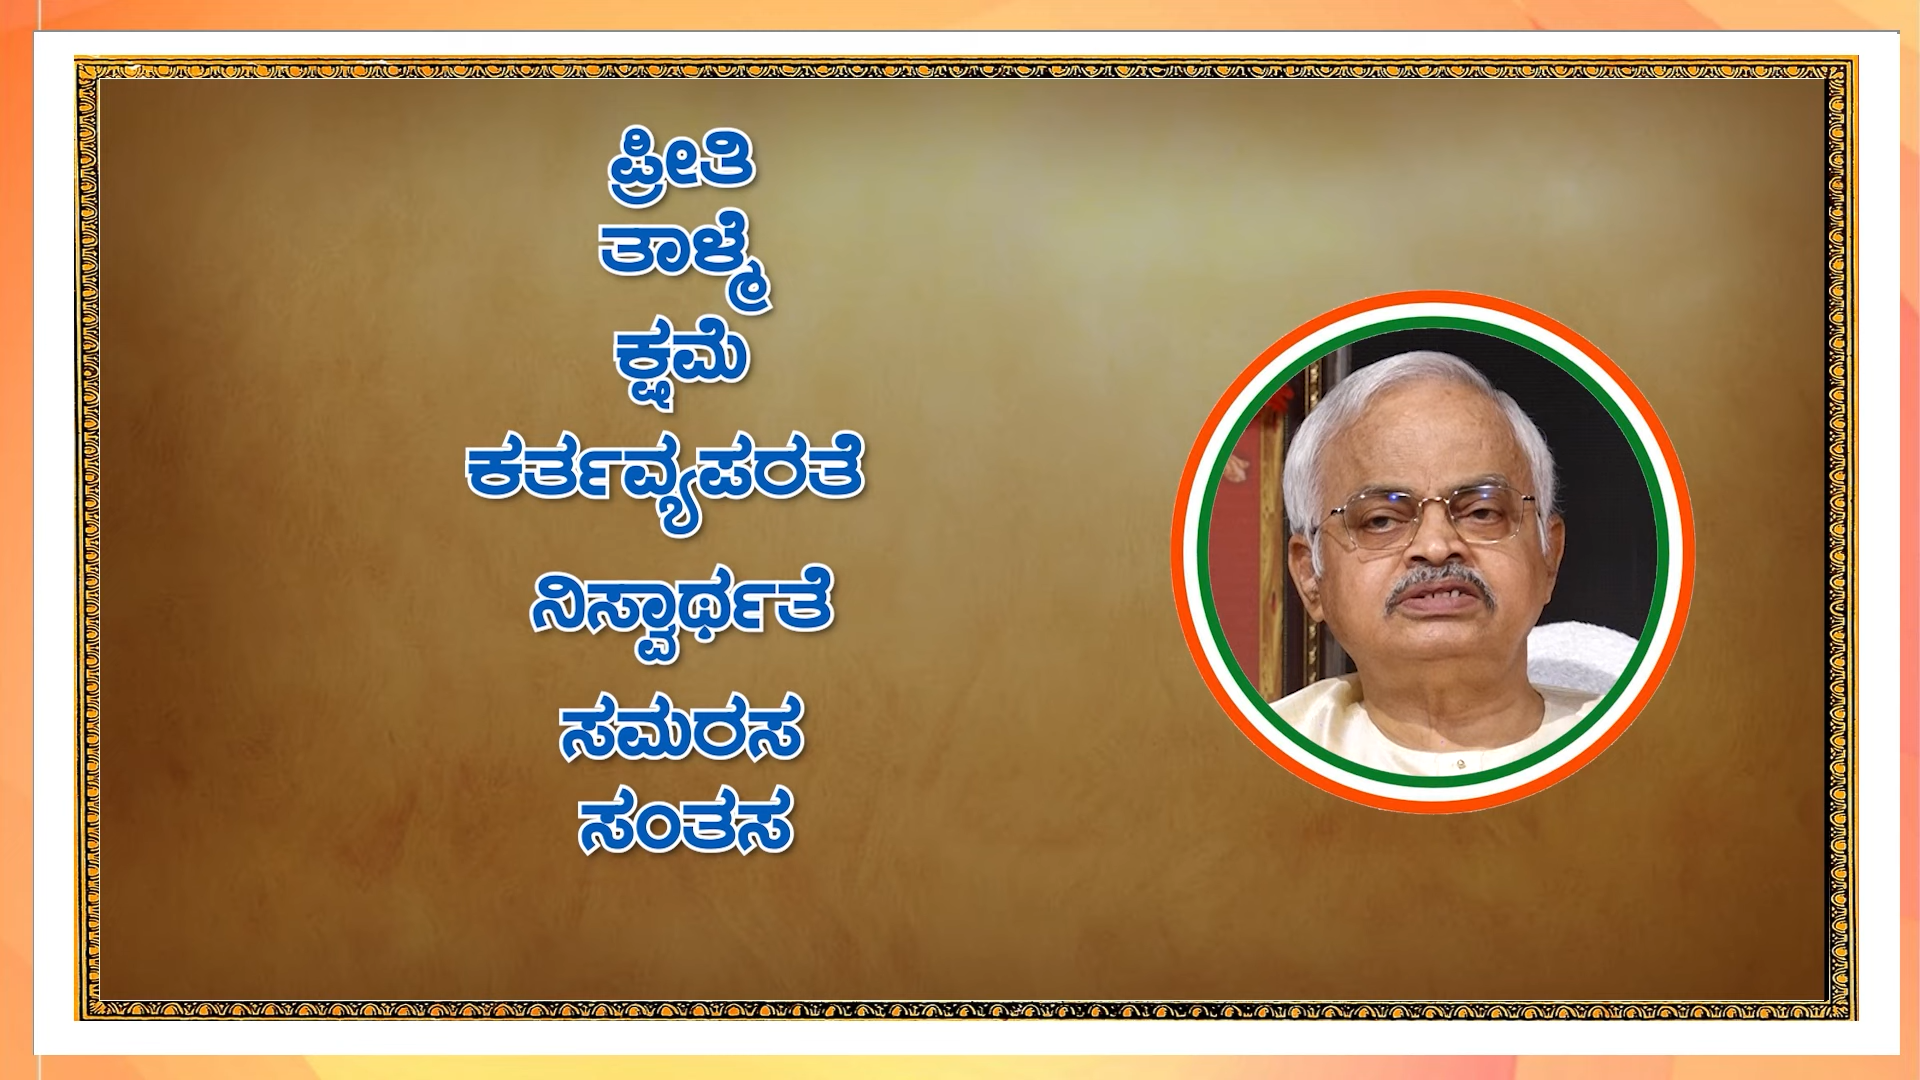 ಪ್ರೀತಿ
ತಾಳ್ಮೆ
ಕ್ಷಮೆ
ಕರ್ತವ್ಯಪರತೆ
ನಿಸ್ವಾರ್ಥತೆ
ಸಮರಸ
ಸಂತಸ